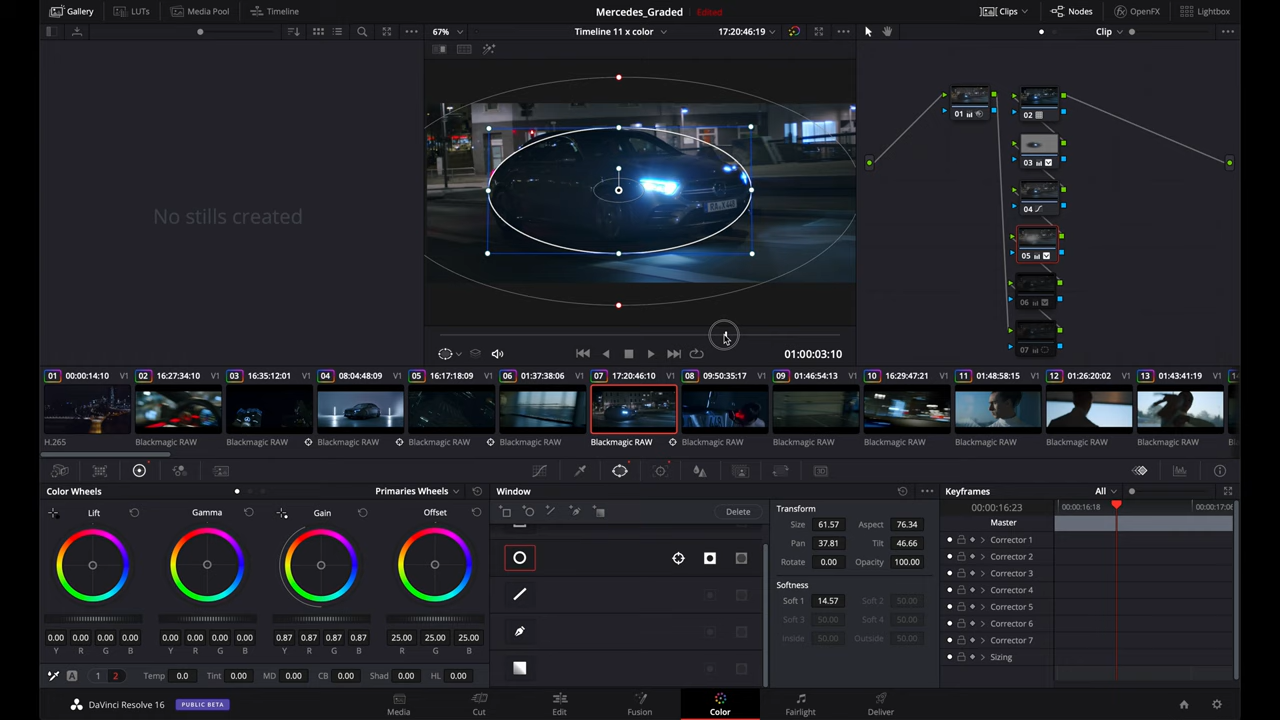 Gallery LUTs Media Pool Timeline Mercedes_Graded Edited Clips Nodes OpenFX Lightbox
67% Timeline 11 x color 17:20:46:19 Clip
No stills created
01
02
03
04
05
06
07
01:00:03:10
01 00:00:14:10 V1 02 16:27:34:10 V1 03 16:35:12:01 V1 04 08:04:48:09 V1 05 16:17:18:09 V1 06 16:27:38:04 V1 07 17:20:46:10 V1 08 09:50:35:17 V1 09 01:46:54:13 V1 10 16:29:47:21 V1 11 01:48:58:15 V1 12 01:26:20:02 V1 13 01:43:41:19 V1
H.265 Blackmagic RAW Blackmagic RAW Blackmagic RAW Blackmagic RAW Blackmagic RAW Blackmagic RAW Blackmagic RAW Blackmagic RAW Blackmagic RAW Blackmagic RAW Blackmagic RAW Blackmagic RAW
Color Wheels Primaries Wheels Window Keyframes All
Lift Gamma Gain Offset Delete
Transform
Size 61.57 Aspect 76.34
Pan 37.81 Tilt 46.66
Rotate 0.00 Opacity 100.00
Softness
Soft 1 14.57 Soft 2 50.00
Soft 3 50.00 Soft 4 50.00
Inside 50.00 Outside 50.00
00:00:16:23 00:00:16:18 00:00:17:0
Master
Corrector 1
Corrector 2
Corrector 3
Corrector 4
Corrector 5
Corrector 6
Corrector 7
Sizing
0.00 0.00 0.00 0.00 0.00 0.00 0.00 0.00 0.87 0.87 0.87 0.87 25.00 25.00 25.00
Y R G B Y R G B Y R G B R G B
A 1 2 Temp 0.0 Tint 0.00 MD 0.00 CB 0.00 Shad 0.00 HL 0.00
DaVinci Resolve 16 PUBLIC BETA Media Cut Edit Fusion Color Fairlight Deliver